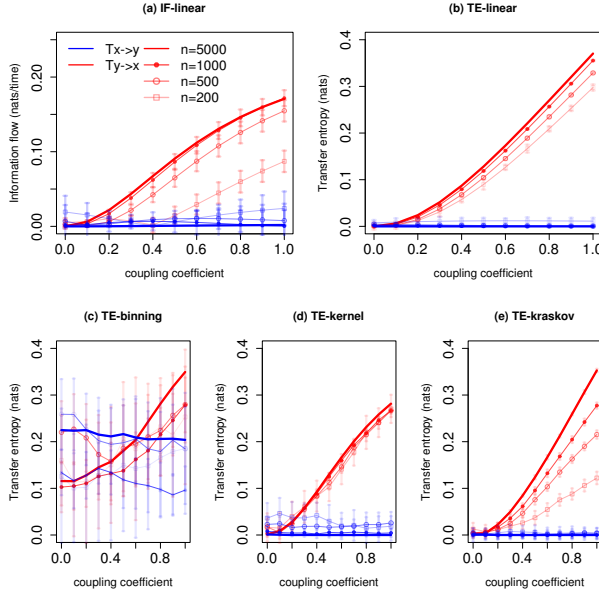 (a) IF-linear
Information flow (nats/time)
0.00 0.10 0.20
Tx->y
Ty->x
n=5000
n=1000
n=500
n=200
0.0 0.2 0.4 0.6 0.8 1.0
coupling coefficient
(b) TE-linear
Transfer entropy (nats)
0.0 0.1 0.2 0.3 0.4
0.0 0.2 0.4 0.6 0.8 1.0
coupling coefficient
(c) TE-binning
Transfer entropy (nats)
0.0 0.1 0.2 0.3 0.4
0.0 0.4 0.8
coupling coefficient
(d) TE-kernel
Transfer entropy (nats)
0.0 0.1 0.2 0.3 0.4
0.0 0.4 0.8
coupling coefficient
(e) TE-kraskov
Transfer entropy (nats)
0.0 0.1 0.2 0.3 0.4
0.0 0.4 0.8
coupling coefficient